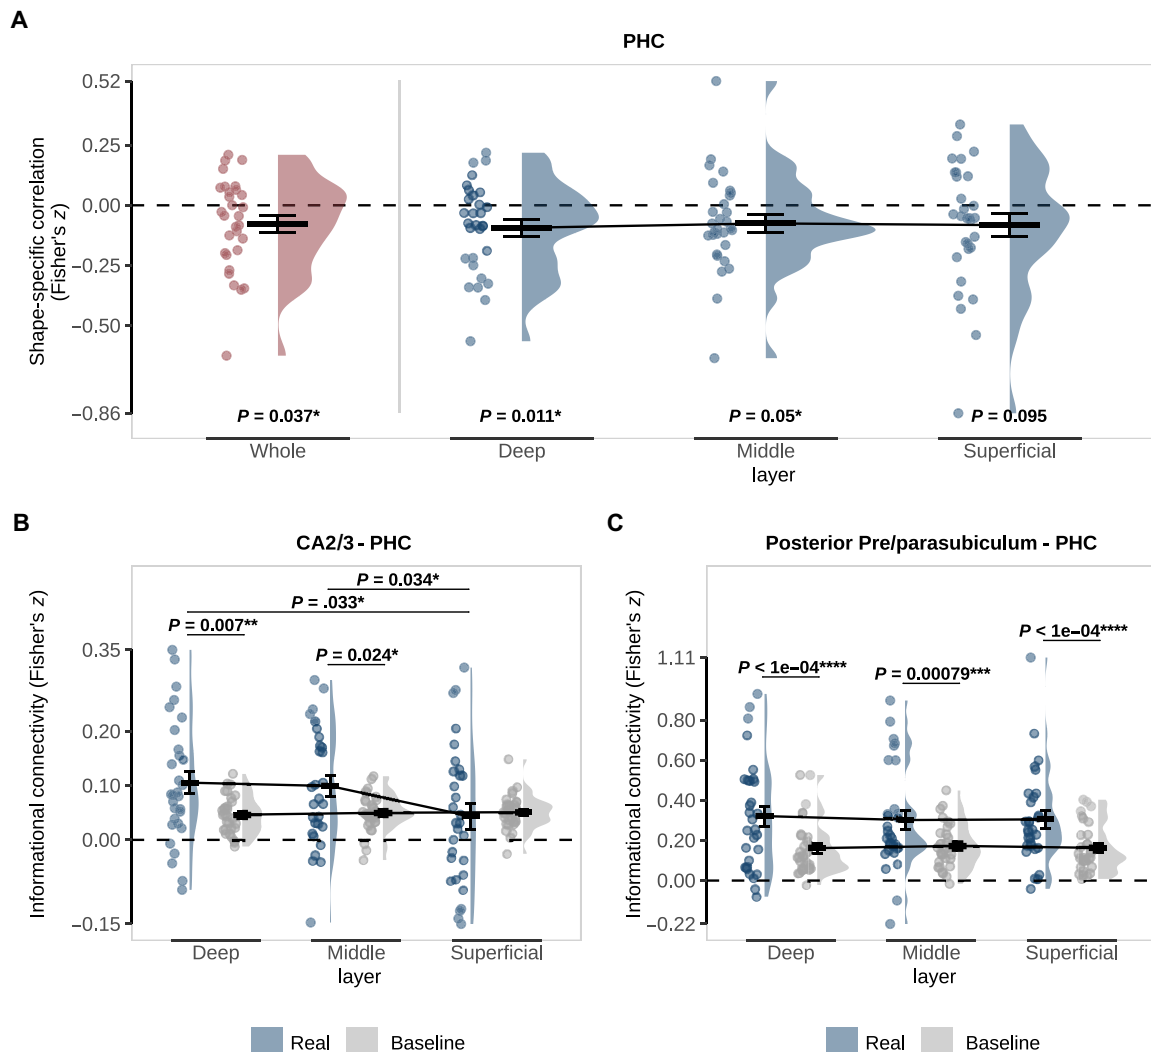 A
PHC
Shape-specific correlation
(Fisher's z)
0.52
0.25
0.00
−0.25
−0.50
−0.86
P = 0.037*
P = 0.011*
P = 0.05*
P = 0.095
Whole
Deep
Middle
Superficial
layer
B
CA2/3 - PHC
Informational connectivity (Fisher's z)
P = 0.034*
P = .033*
P = 0.007**
P = 0.024*
0.35
0.20
0.10
0.00
−0.15
Deep
Middle
Superficial
layer
Real
Baseline
C
Posterior Pre/parasubiculum - PHC
Informational connectivity (Fisher's z)
P < 1e−04****
P < 1e−04****
P = 0.00079***
1.11
0.80
0.60
0.40
0.20
0.00
−0.22
Deep
Middle
Superficial
layer
Real
Baseline